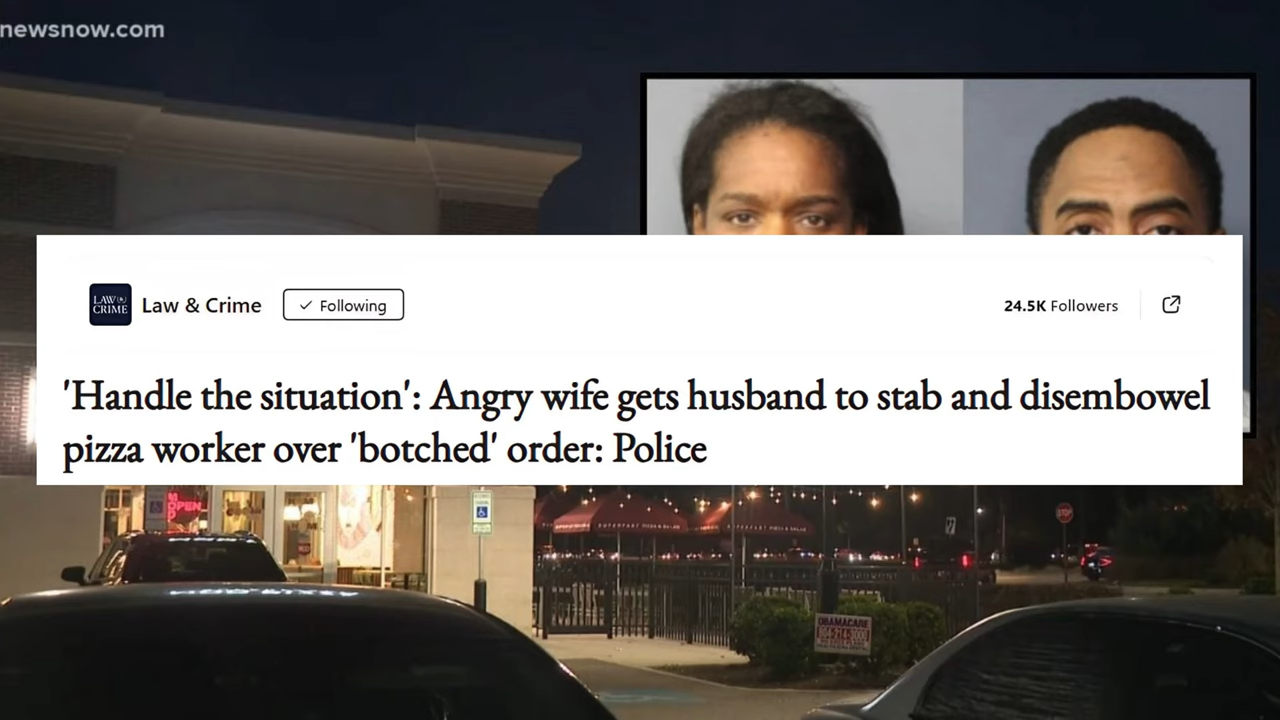 newsnow.com
LAW &
CRIME
Law & Crime
Following
24.5K Followers
'Handle the situation': Angry wife gets husband to stab and disembowel
pizza worker over 'botched' order: Police
OPEN
OBAMACARE